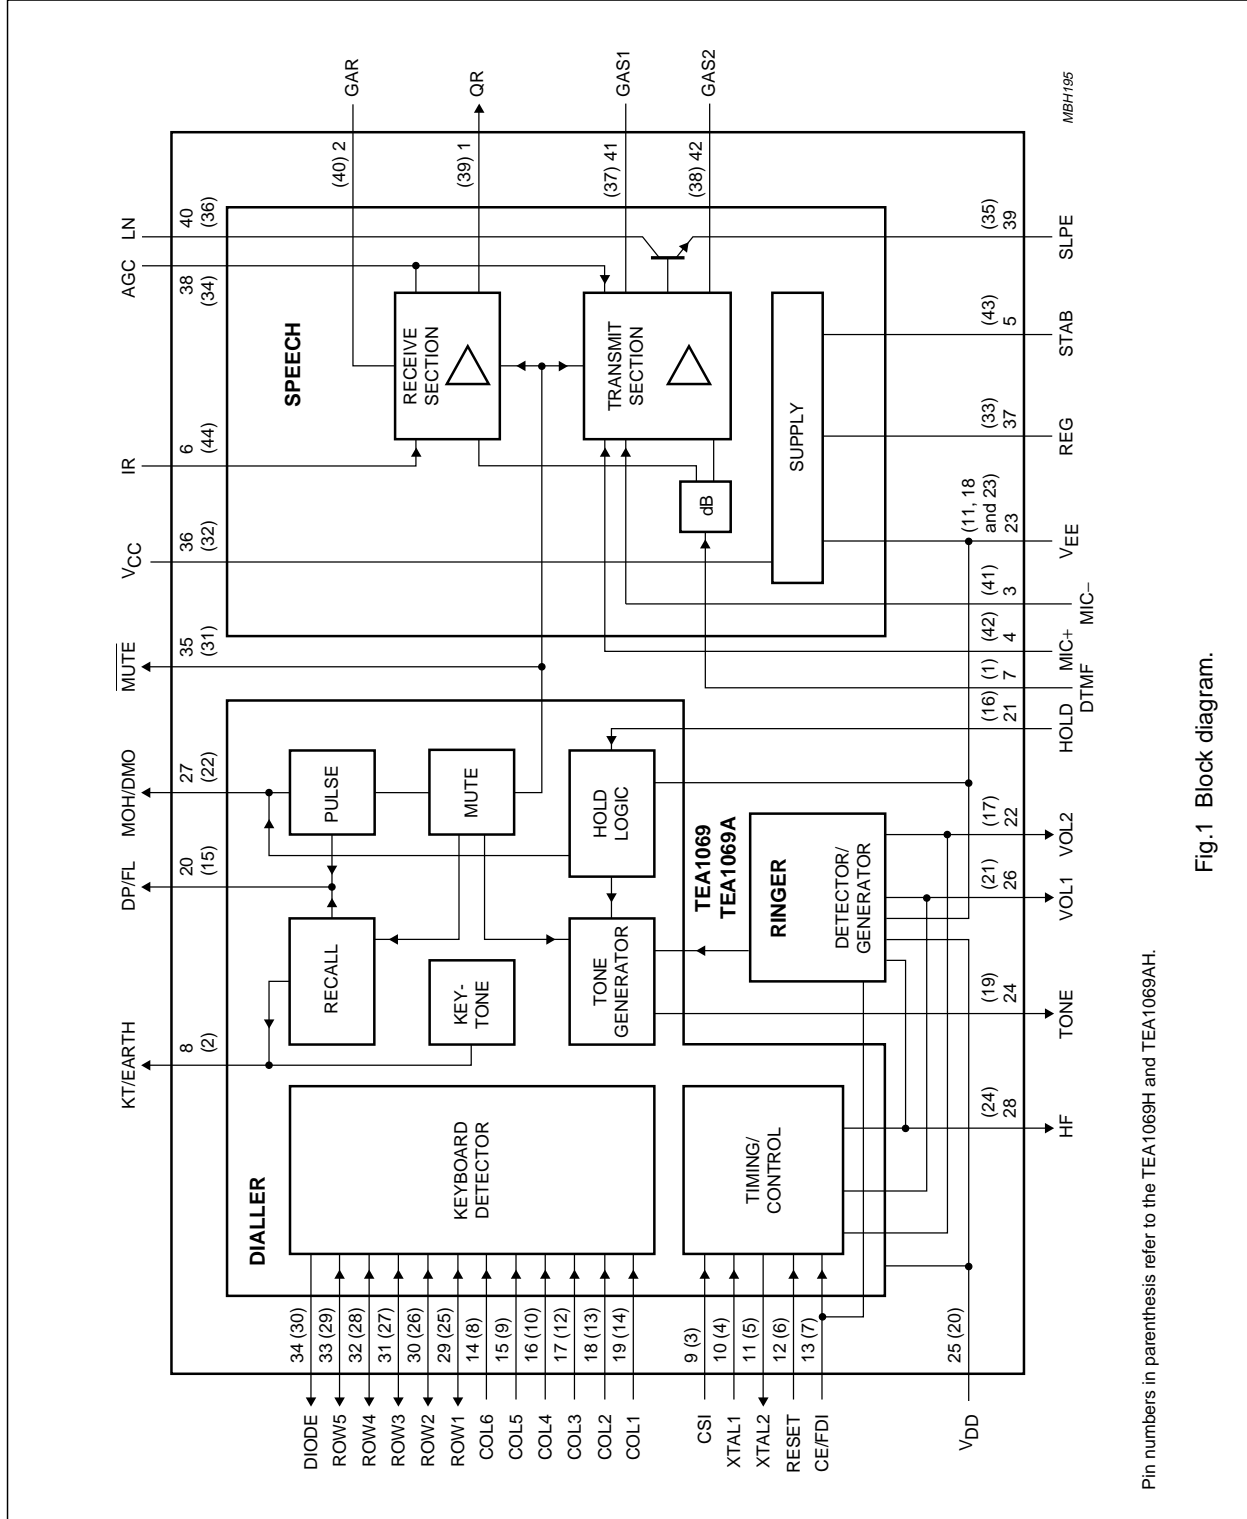 DIODE
34 (30)
ROW5
33 (29)
ROW4
32 (28)
ROW3
31 (27)
ROW2
30 (26)
ROW1
29 (25)
COL6
14 (8)
COL5
15 (9)
COL4
16 (10)
COL3
17 (12)
COL2
18 (13)
COL1
19 (14)
CSI
9 (3)
XTAL1
10 (4)
XTAL2
11 (5)
RESET
12 (6)
CE/FDI
13 (7)
VDD
25 (20)
KT/EARTH
8
(2)
DP/FL
20
(15)
MOH/DMO
27
(22)
MUTE
35
(31)
VCC
36
(32)
IR
6
(44)
AGC
38
(34)
LN
40
(36)
DIALLER
KEYBOARD
DETECTOR
TIMING/
CONTROL
RECALL
KEY-
TONE
TONE
GENERATOR
PULSE
MUTE
HOLD
LOGIC
TEA1069
TEA1069A
RINGER
DETECTOR/
GENERATOR
SPEECH
RECEIVE
SECTION
TRANSMIT
SECTION
dB
SUPPLY
(40) 2
GAR
(39) 1
QR
(37) 41
GAS1
(38) 42
GAS2
(24)
28
HF
(19)
24
TONE
(21)
26
VOL1
(17)
22
VOL2
(16)
21
HOLD
(1)
7
DTMF
(42)
4
MIC+
(41)
3
MIC−
(11, 18
and 23)
23
VEE
(33)
37
REG
(43)
5
STAB
(35)
39
SLPE
MBH195
Pin numbers in parenthesis refer to the TEA1069H and TEA1069AH.
Fig.1 Block diagram.